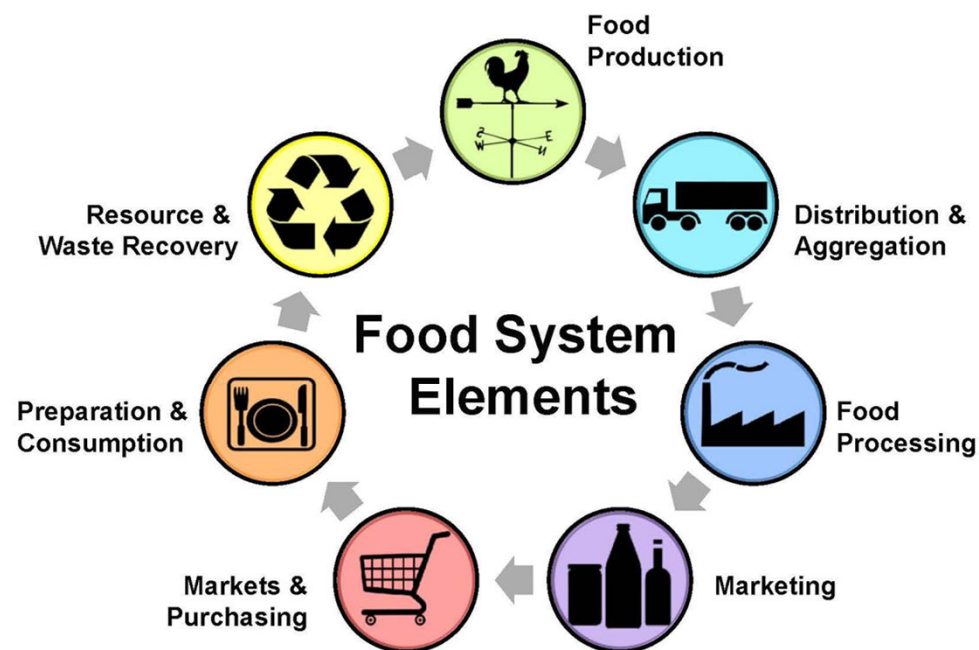 Food
Production
S
E
W
N
Distribution &
Aggregation
Food
Processing
Marketing
Markets &
Purchasing
Preparation &
Consumption
Resource &
Waste Recovery
Food System
Elements